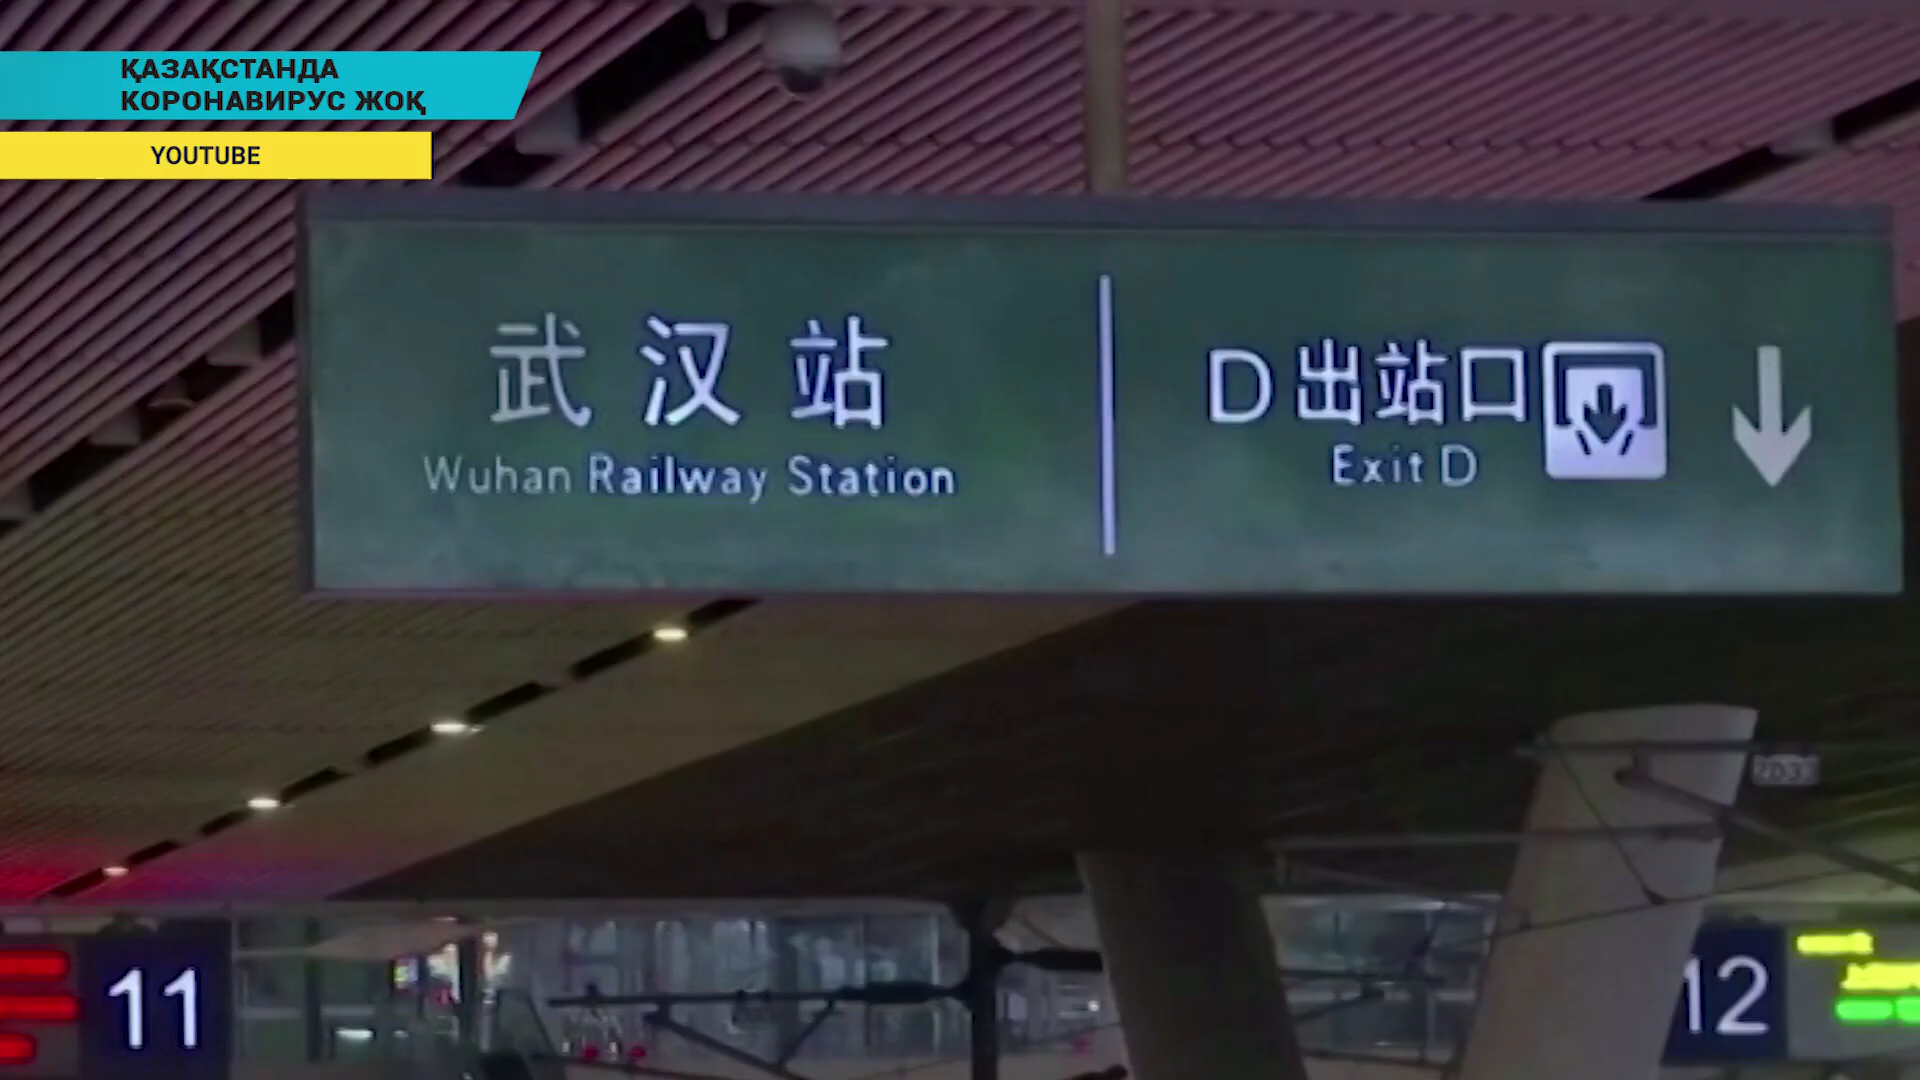 ҚАЗАҚСТАНДА
КОРОНАВИРУС ЖОҚ
YOUTUBE
武汉站
Wuhan Railway Station
D出站口
Exit D
11
12